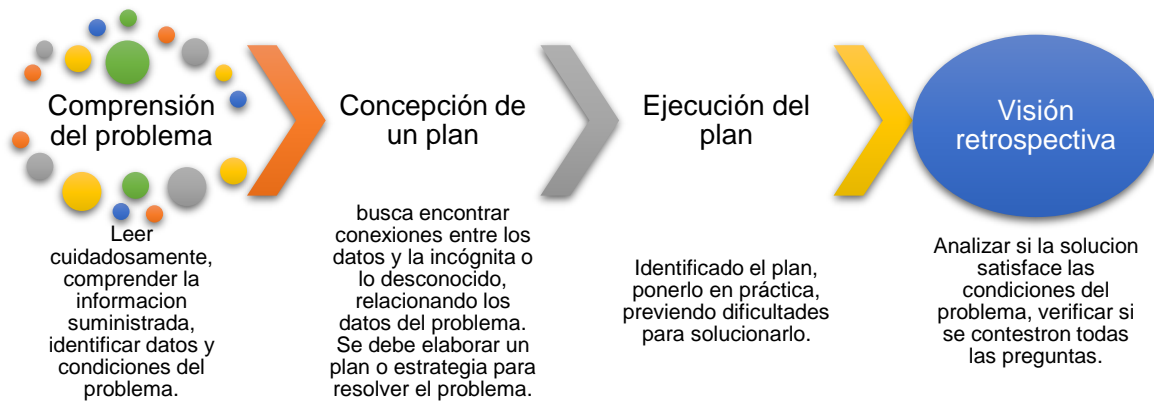 Comprensión
del problema
Leer
cuidadosamente,
comprender la
informacion
suministrada,
identificar datos y
condiciones del
problema.
Concepción de
un plan
busca encontrar
conexiones entre los
datos y la incógnita o
lo desconocido,
relacionando los
datos del problema.
Se debe elaborar un
plan o estrategia para
resolver el problema.
Ejecución del
plan
Identificado el plan,
ponerlo en práctica,
previendo dificultades
para solucionarlo.
Visión
retrospectiva
Analizar si la solucion
satisface las
condiciones del
problema, verificar si
se contestron todas
las preguntas.